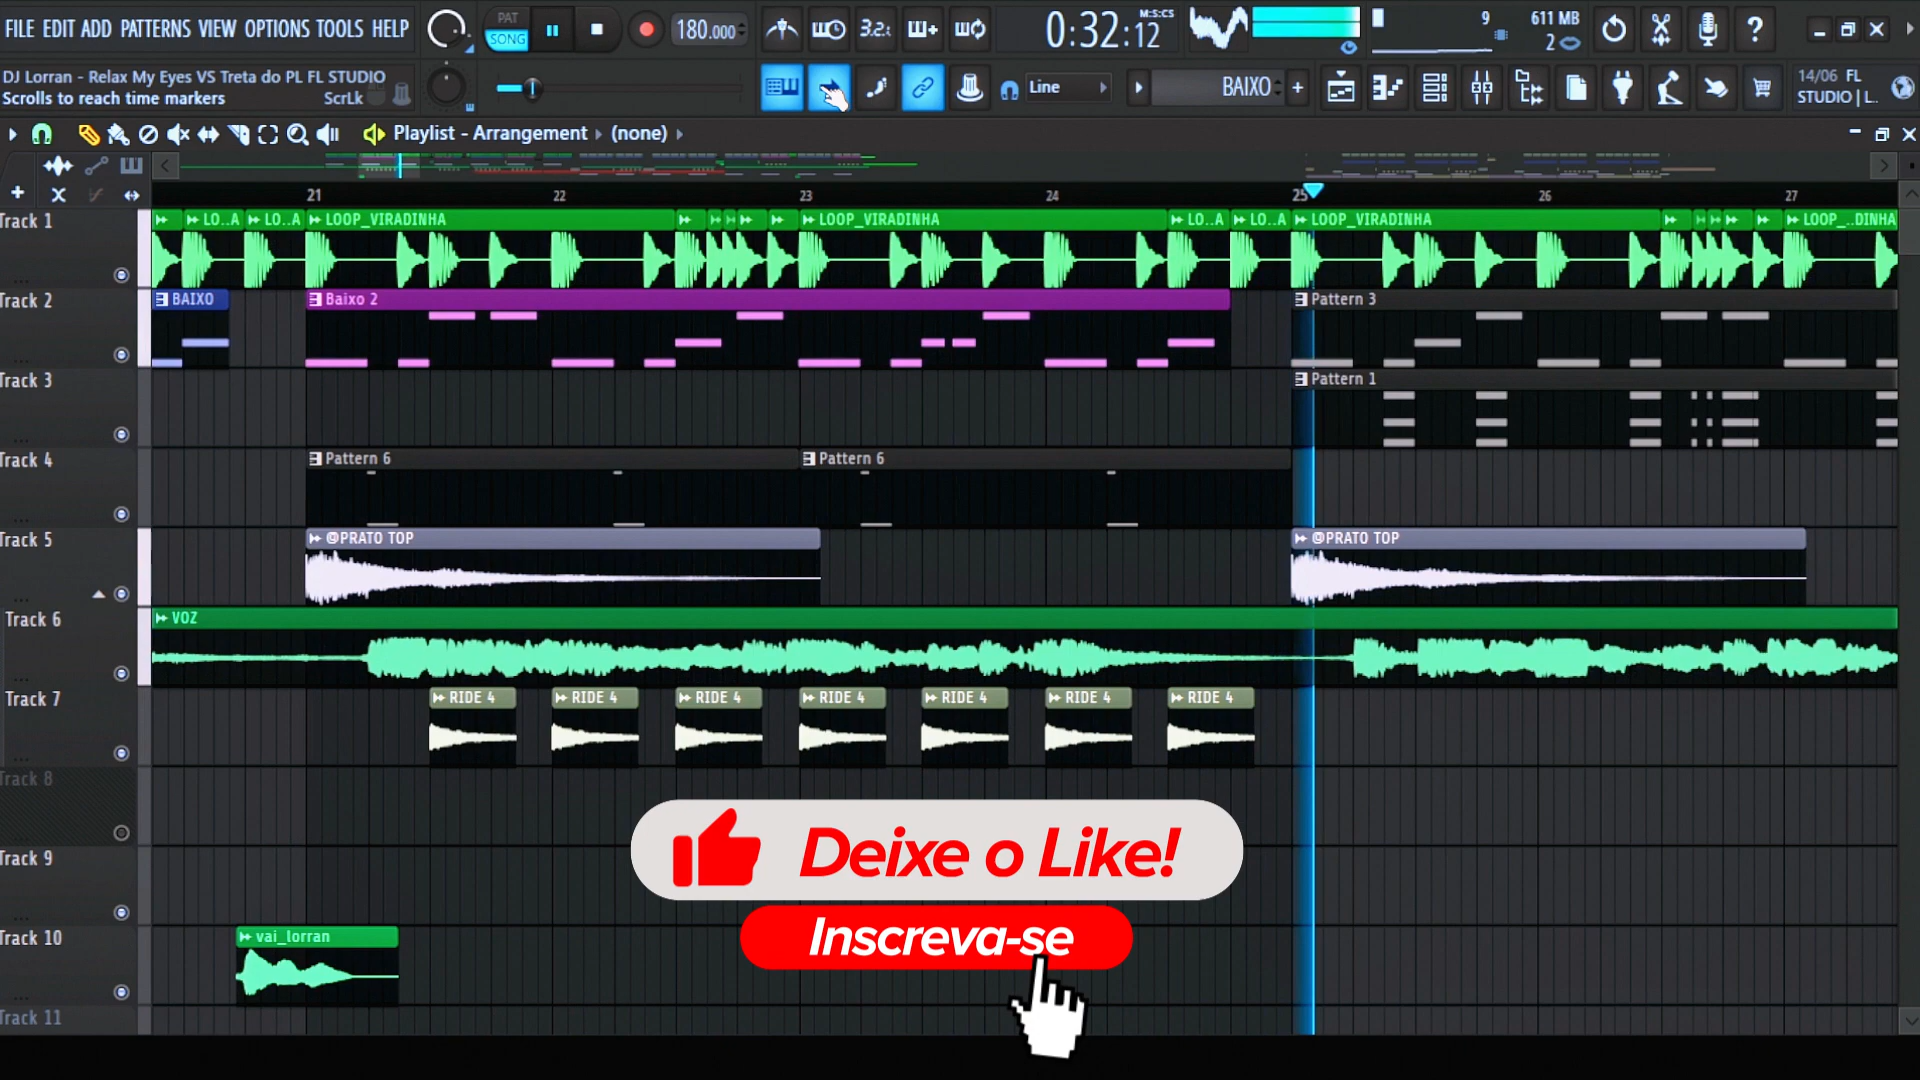 FILE EDIT ADD PATTERNS VIEW OPTIONS TOOLS HELP
PAT
SONG
180.000
3.2
0:32:12
M:S:CS
9
611 MB
2
DJ Lorran - Relax My Eyes VS Treta do PL FL STUDIO
Scrolls to reach time markers
ScrLk
Line
BAIXO
14/06 FL
STUDIO | L..
Playlist - Arrangement
(none)
21
22
23
24
25
26
27
Track 1
LO..A
LO..A
LOOP_VIRADINHA
LOOP_VIRADINHA
LO..A
LO..A
LOOP_VIRADINHA
LOOP_..DINHA
Track 2
BAIXO
Baixo 2
Pattern 3
Track 3
Pattern 1
Track 4
Pattern 6
Pattern 6
Track 5
@PRATO TOP
@PRATO TOP
Track 6
VOZ
Track 7
RIDE 4
RIDE 4
RIDE 4
RIDE 4
RIDE 4
RIDE 4
RIDE 4
Track 8
Deixe o Like!
Track 9
Inscreva-se
Track 10
vai_lorran
Track 11